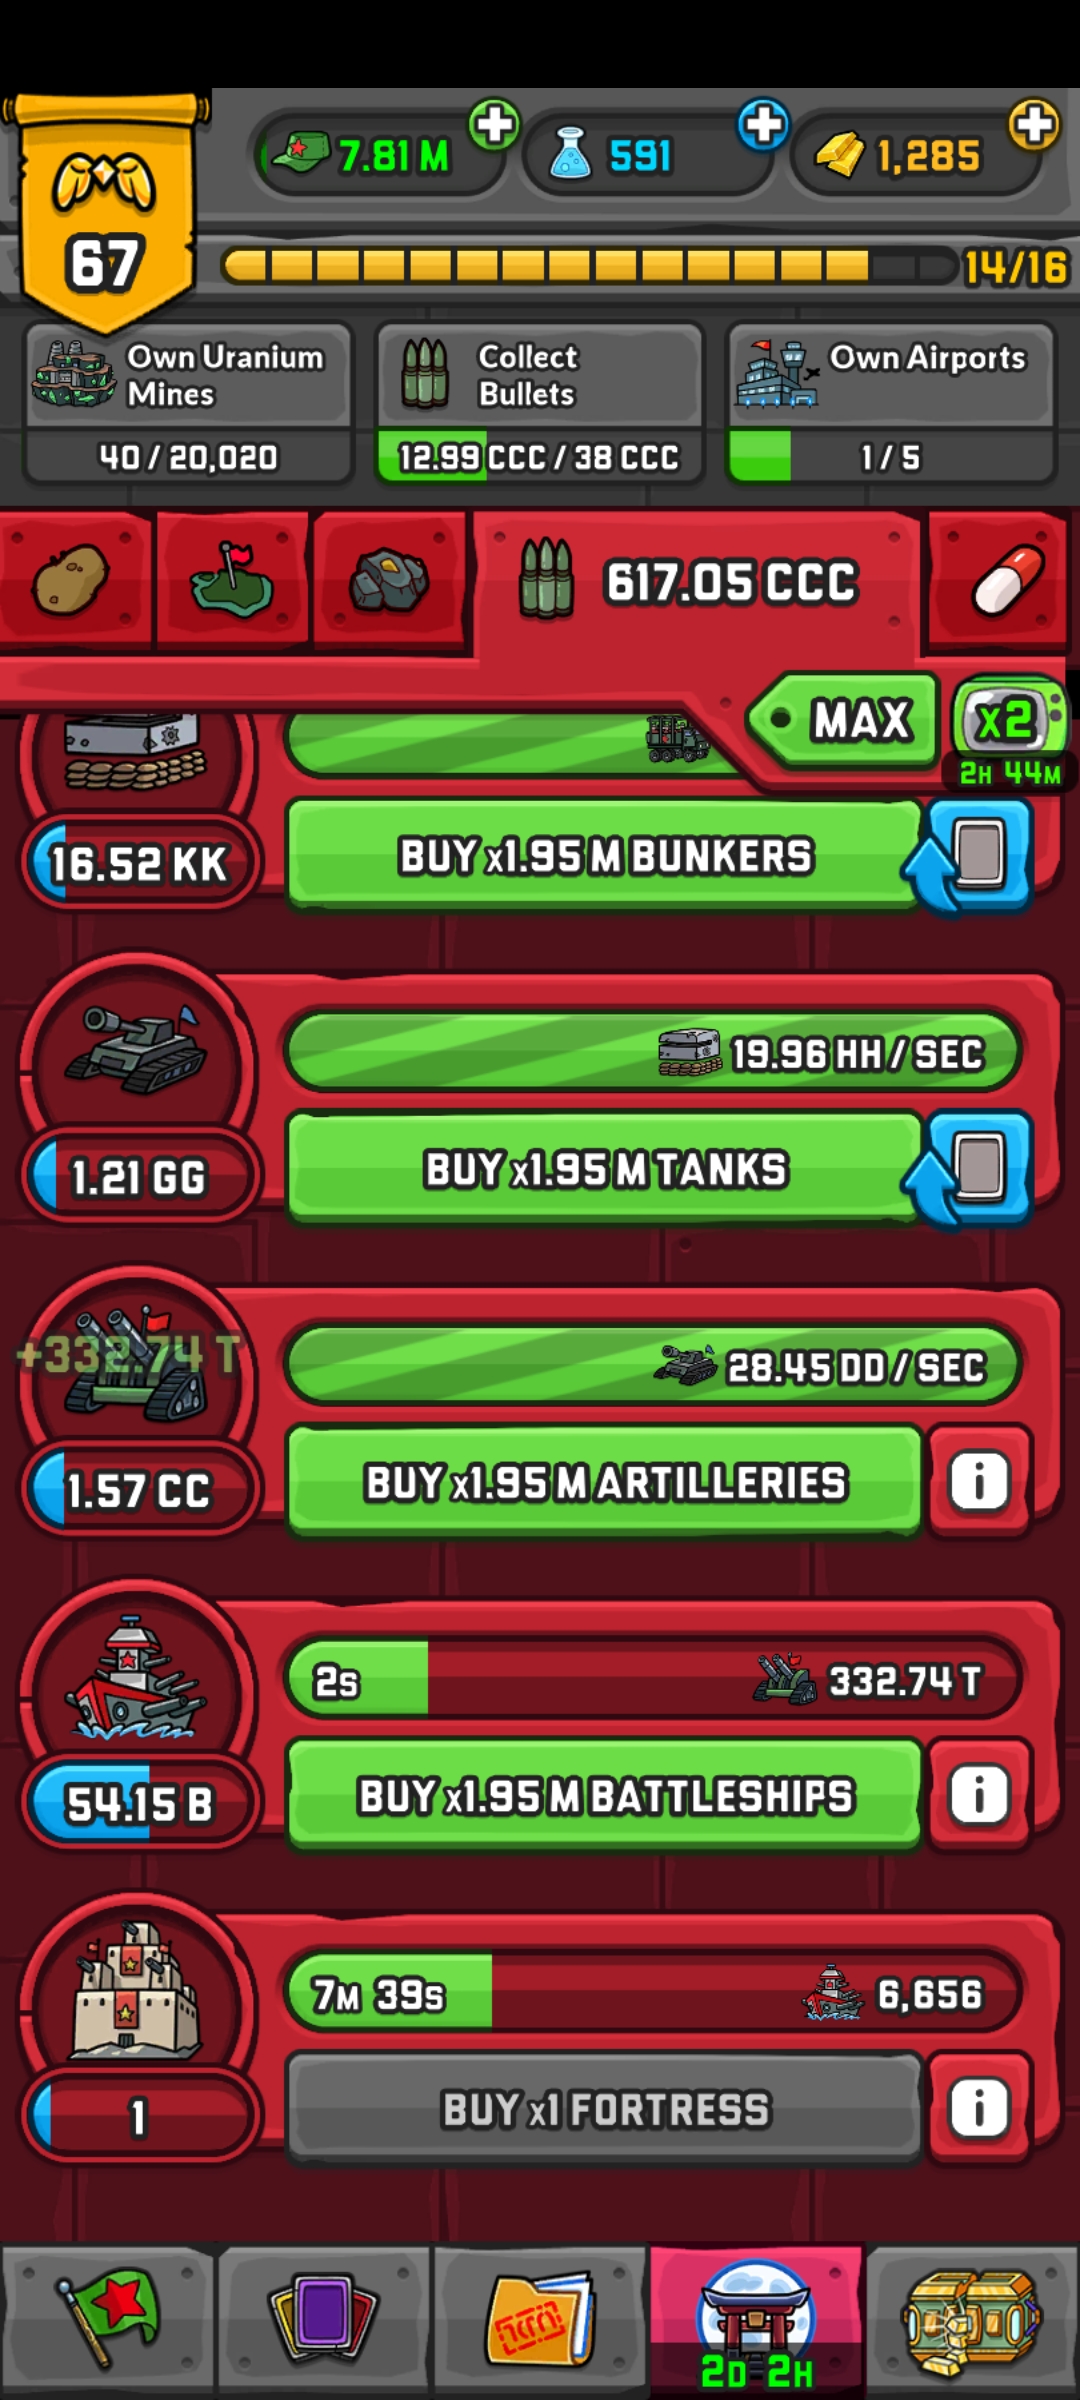 7.81 M
591
1,285
67
14/16
Own Uranium
Mines
40 / 20,020
Collect
Bullets
12.99 CCC / 38 CCC
Own Airports
1 / 5
617.05 CCC
MAX
x2
2H 44M
16.52 KK
BUY x1.95 M BUNKERS
19.96 HH / SEC
1.21 GG
BUY x1.95 M TANKS
+332.74 T
28.45 DD / SEC
1.57 CC
BUY x1.95 M ARTILLERIES
i
2S
332.74 T
54.15 B
BUY x1.95 M BATTLESHIPS
i
7M 39S
6,656
1
BUY x1 FORTRESS
i
2D 2H